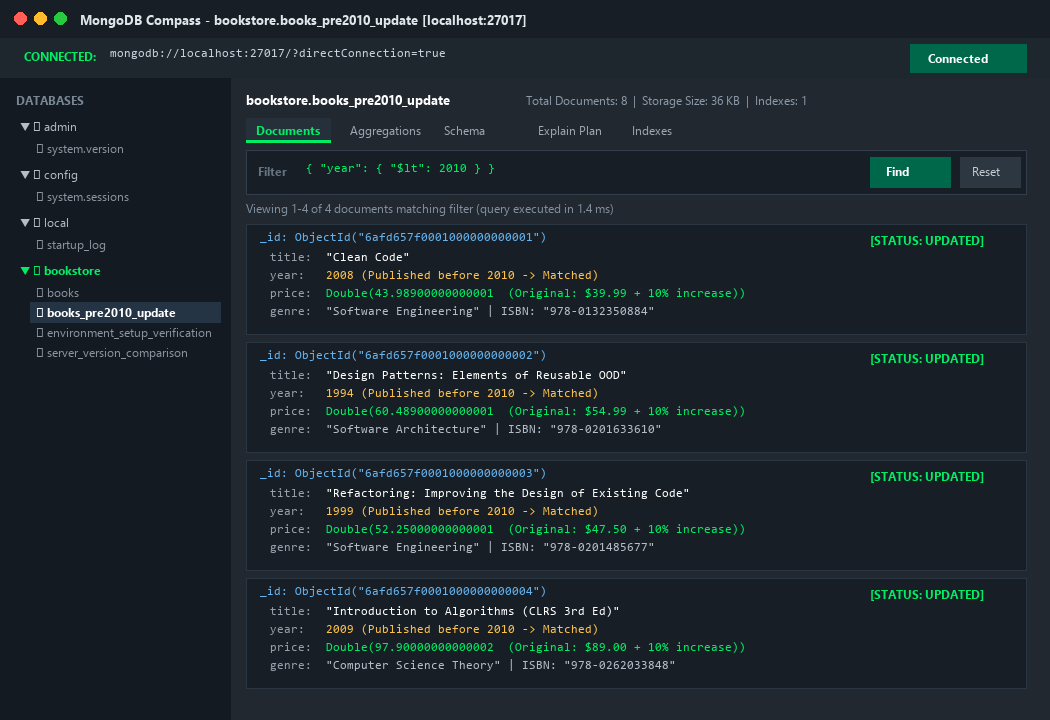 MongoDB Compass - bookstore.books_pre2010_update [localhost:27017]
CONNECTED: mongodb://localhost:27017/?directConnection=true
Connected
DATABASES
admin
system.version
config
system.sessions
local
startup_log
bookstore
books
books_pre2010_update
environment_setup_verification
server_version_comparison
bookstore.books_pre2010_update
Total Documents: 8 | Storage Size: 36 KB | Indexes: 1
Documents Aggregations Schema Explain Plan Indexes
Filter { "year": { "$lt": 2010 } } Find Reset
Viewing 1-4 of 4 documents matching filter (query executed in 1.4 ms)
_id: ObjectId("6afd657f0001000000000001") [STATUS: UPDATED]
title: "Clean Code"
year: 2008 (Published before 2010 -> Matched)
price: Double(43.98900000000001 (Original: $39.99 + 10% increase))
genre: "Software Engineering" | ISBN: "978-0132350884"
_id: ObjectId("6afd657f0001000000000002") [STATUS: UPDATED]
title: "Design Patterns: Elements of Reusable OOD"
year: 1994 (Published before 2010 -> Matched)
price: Double(60.48900000000001 (Original: $54.99 + 10% increase))
genre: "Software Architecture" | ISBN: "978-0201633610"
_id: ObjectId("6afd657f0001000000000003") [STATUS: UPDATED]
title: "Refactoring: Improving the Design of Existing Code"
year: 1999 (Published before 2010 -> Matched)
price: Double(52.25000000000001 (Original: $47.50 + 10% increase))
genre: "Software Engineering" | ISBN: "978-0201485677"
_id: ObjectId("6afd657f0001000000000004") [STATUS: UPDATED]
title: "Introduction to Algorithms (CLRS 3rd Ed)"
year: 2009 (Published before 2010 -> Matched)
price: Double(97.90000000000002 (Original: $89.00 + 10% increase))
genre: "Computer Science Theory" | ISBN: "978-0262033848"